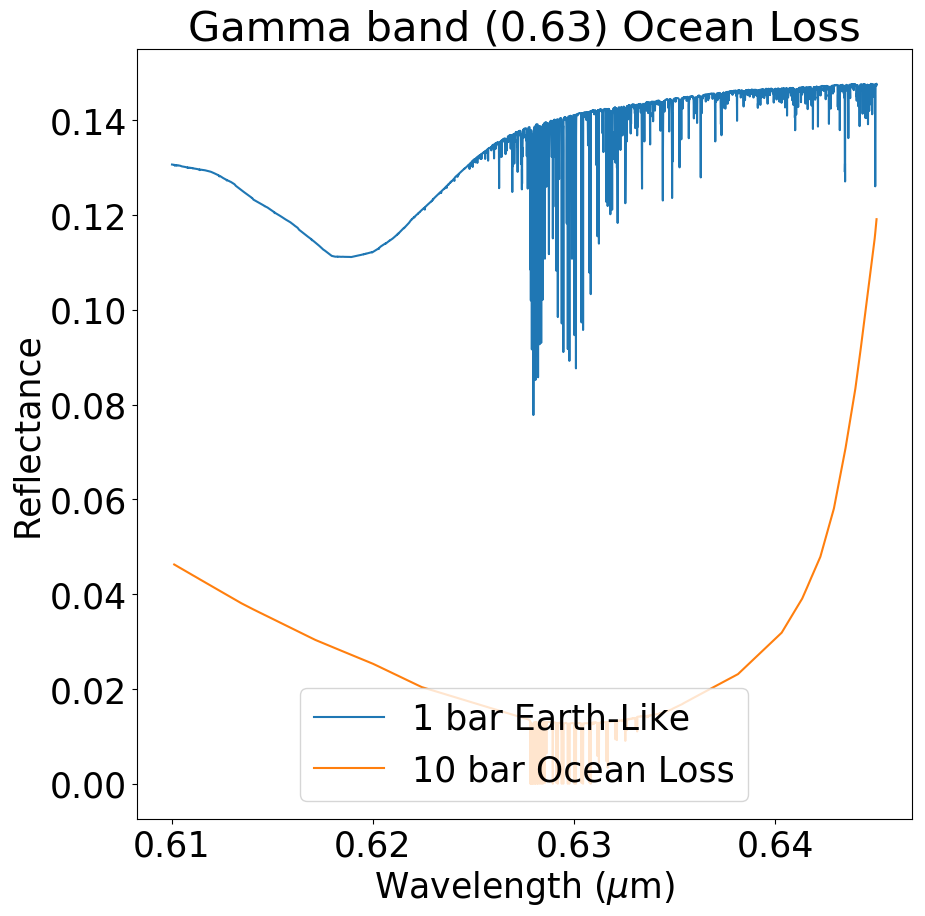 Gamma band (0.63) Ocean Loss
Reflectance
0.14
0.12
0.10
0.08
0.06
0.04
0.02
0.00
1 bar Earth-Like
10 bar Ocean Loss
0.61 0.62 0.63 0.64
Wavelength (μm)